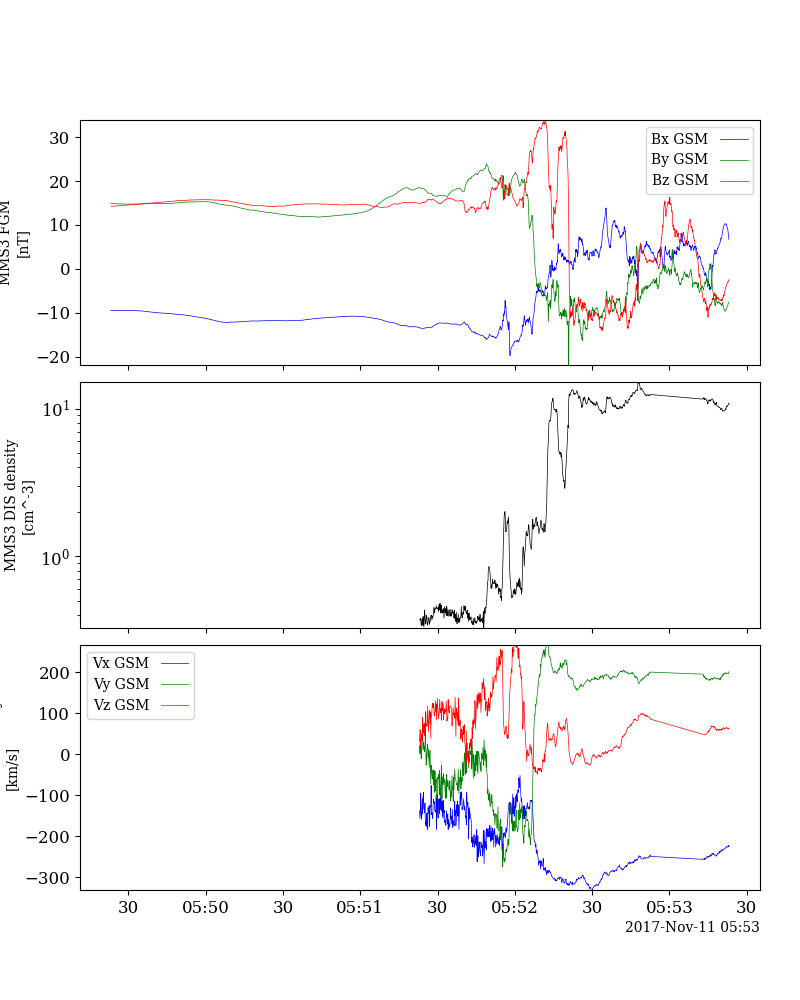 30
20
10
0
−10
−20
MMS3 FGM
[nT]
Bx GSM
By GSM
Bz GSM
10^1
10^0
MMS3 DIS density
[cm^-3]
200
100
0
−100
−200
−300
[km/s]
Vx GSM
Vy GSM
Vz GSM
30 05:50 30 05:51 30 05:52 30 05:53 30
2017-Nov-11 05:53